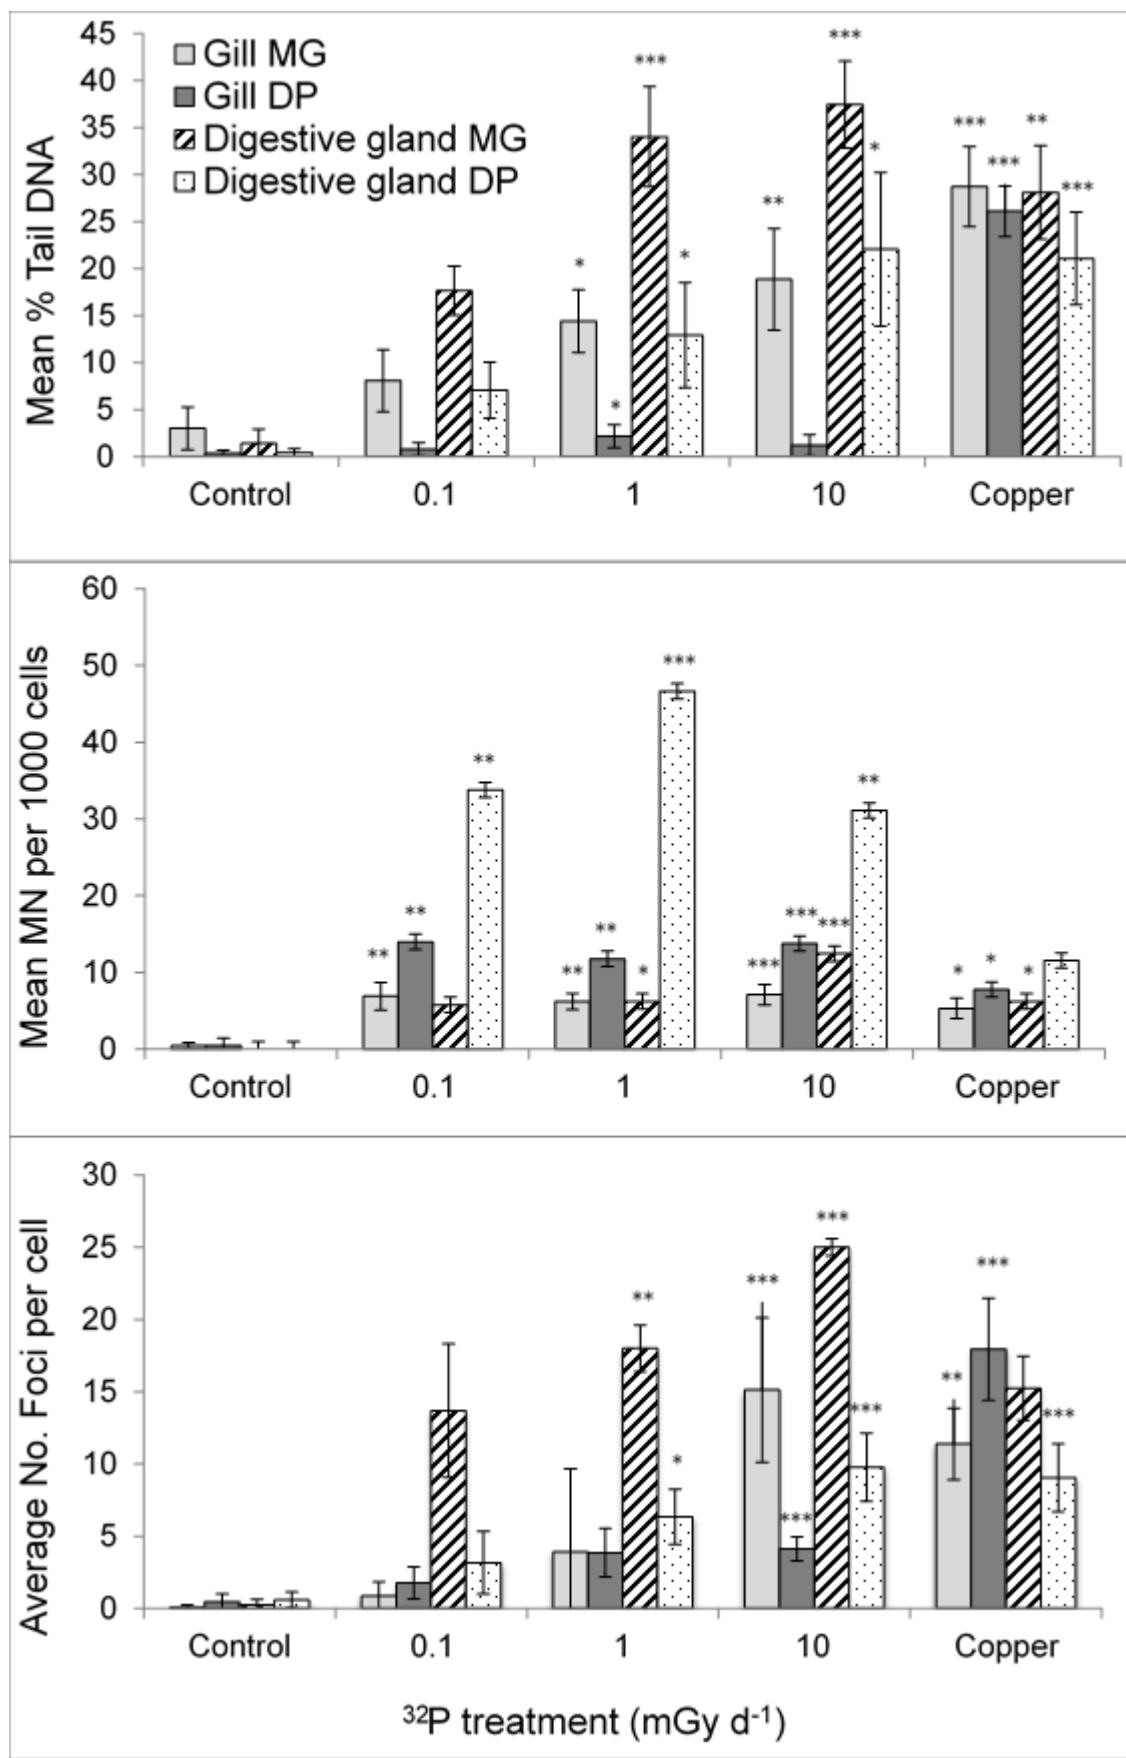 Mean % Tail DNA
45
40
35
30
25
20
15
10
5
0
Gill MG
Gill DP
Digestive gland MG
Digestive gland DP
*** *** *** *** ** ***
* * ** * *
Control 0.1 1 10 Copper
Mean MN per 1000 cells
60
50
40
30
20
10
0
** ** ** ** ** * *** *** *** *** ** * * *
Control 0.1 1 10 Copper
Average No. Foci per cell
30
25
20
15
10
5
0
** * *** *** *** *** ** *** ***
Control 0.1 1 10 Copper
³²P treatment (mGy d⁻¹)